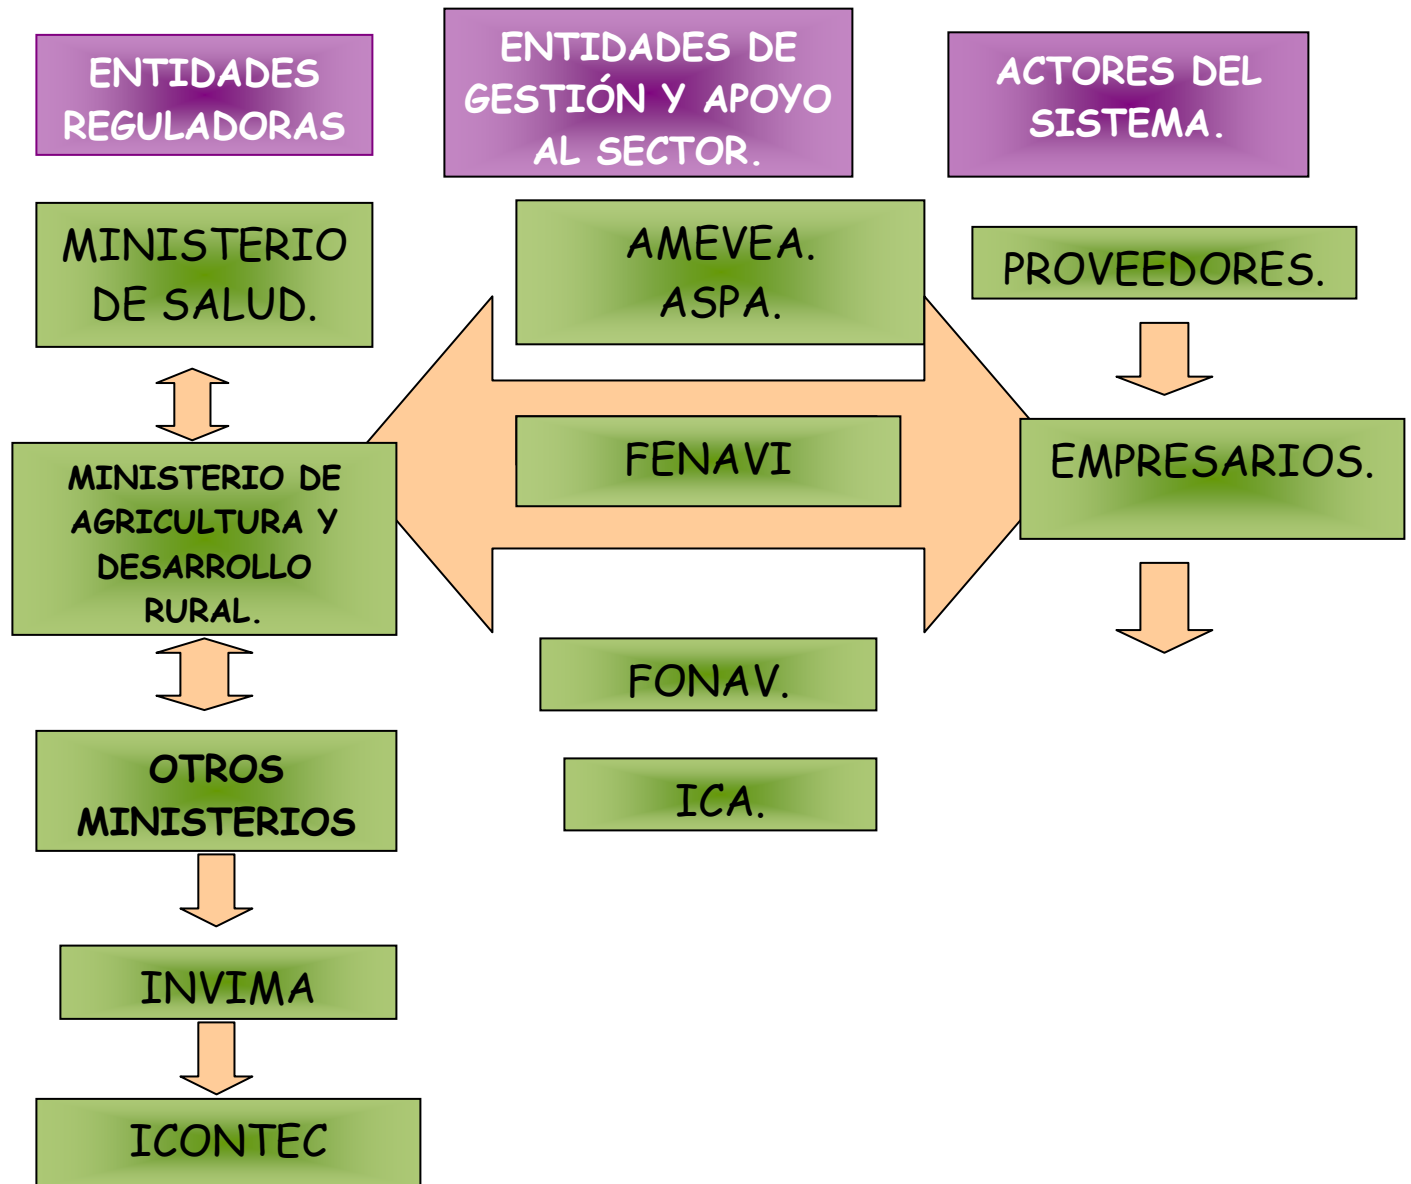 ENTIDADES
REGULADORAS
ENTIDADES DE
GESTIÓN Y APOYO
AL SECTOR.
ACTORES DEL
SISTEMA.
MINISTERIO
DE SALUD.
MINISTERIO DE
AGRICULTURA Y
DESARROLLO
RURAL.
OTROS
MINISTERIOS
INVIMA
ICONTEC
AMEVEA.
ASPA.
FENAVI
FONAV.
ICA.
PROVEEDORES.
EMPRESARIOS.